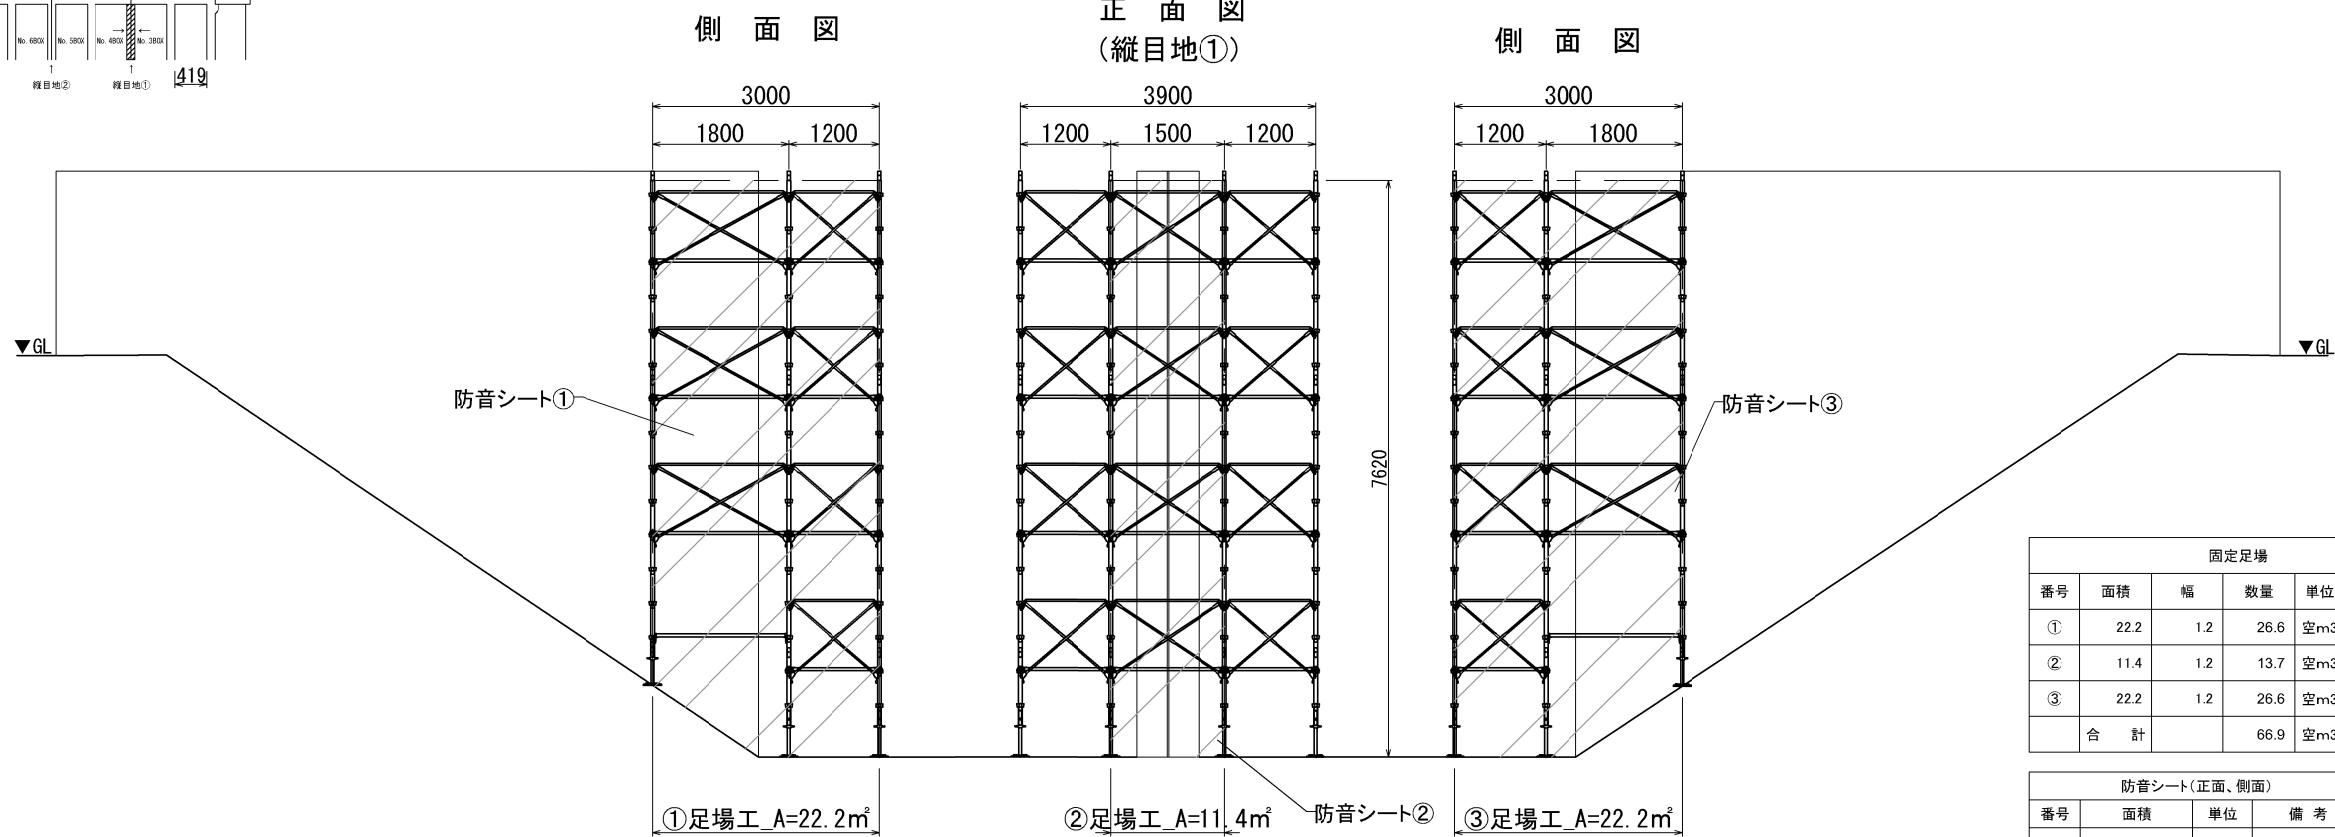 No.6BOX No.5BOX No.4BOX No.3BOX
縦目地② 縦目地① 419
側面図
正面図
(縦目地①)
側面図
3000
1800 1200
3900
1200 1500 1200
3000
1200 1800
▼GL
▼GL
防音シート①
防音シート③
7620
防音シート②
①足場工_A=22.2㎡
②足場工_A=11.4㎡
③足場工_A=22.2㎡
固定足場
番号 面積 幅 数量 単位
① 22.2 1.2 26.6 空m3
② 11.4 1.2 13.7 空m3
③ 22.2 1.2 26.6 空m3
合計 66.9 空m3
防音シート(正面、側面)
番号 面積 単位 備考